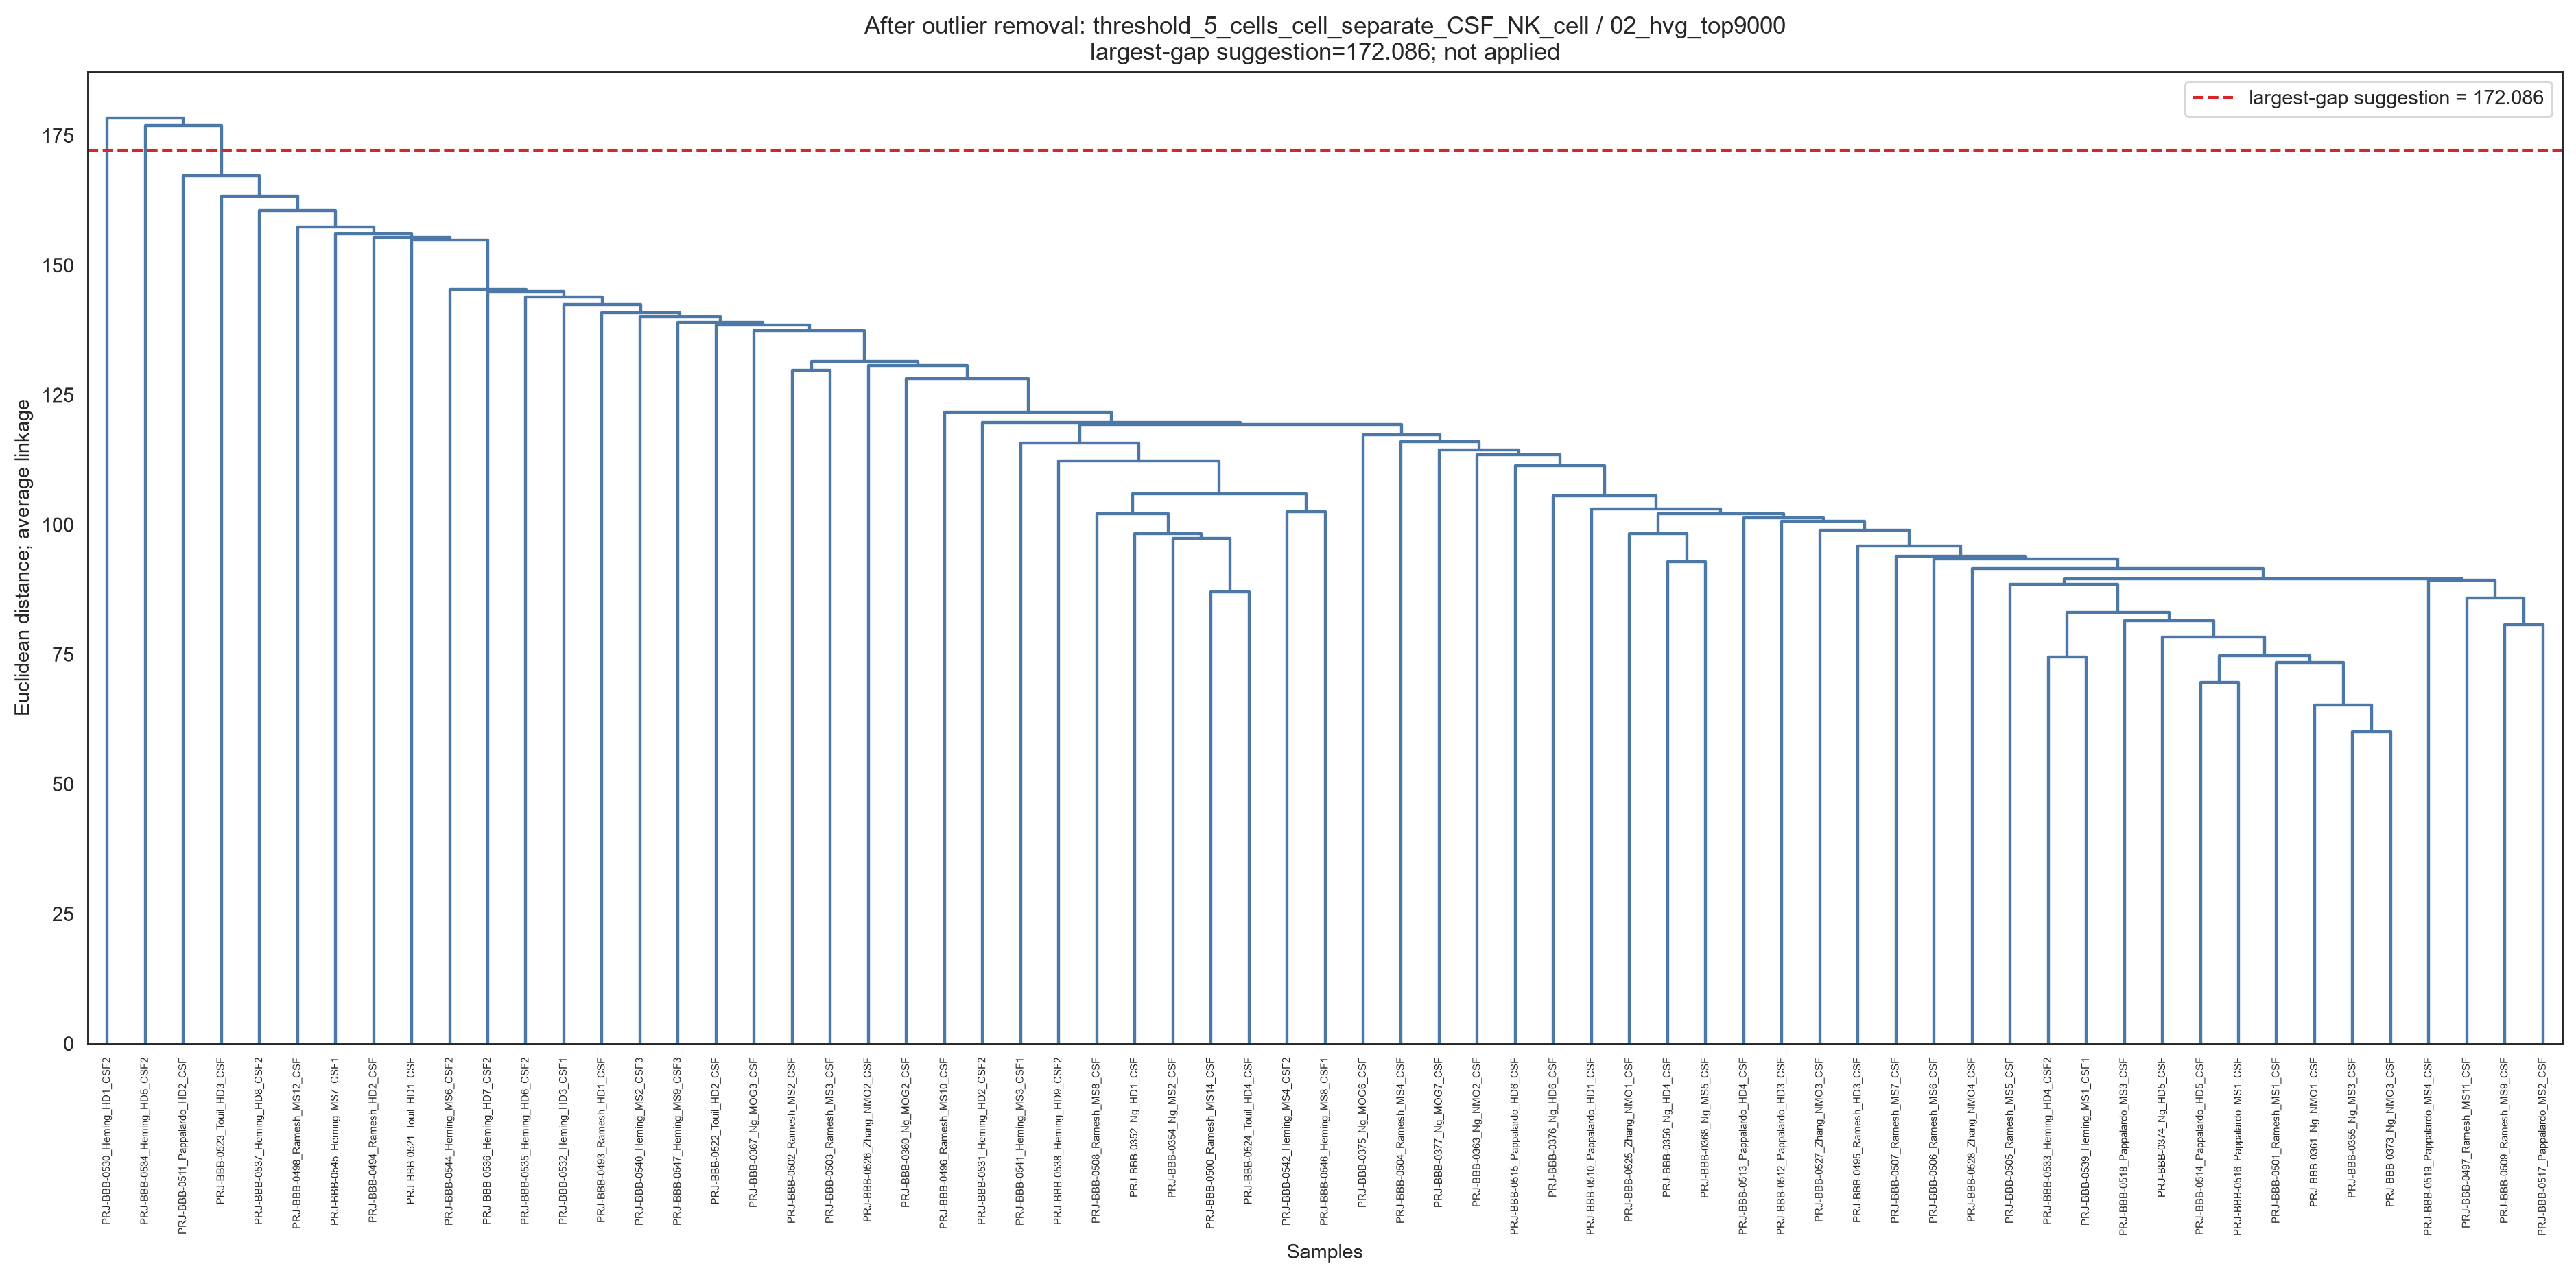 After outlier removal: threshold_5_cells_cell_separate_CSF_NK_cell / 02_hvg_top9000
largest-gap suggestion=172.086; not applied
largest-gap suggestion = 172.086
Euclidean distance; average linkage
175
150
125
100
75
50
25
0
PRJ-BBB-0530_Heming_HD1_CSF2
PRJ-BBB-0534_Heming_HD5_CSF2
PRJ-BBB-0511_Pappalardo_HD2_CSF
PRJ-BBB-0523_Touil_HD3_CSF
PRJ-BBB-0537_Heming_HD8_CSF2
PRJ-BBB-0498_Ramesh_MS12_CSF
PRJ-BBB-0545_Heming_MS7_CSF1
PRJ-BBB-0494_Ramesh_HD2_CSF
PRJ-BBB-0521_Touil_HD1_CSF
PRJ-BBB-0544_Heming_MS6_CSF2
PRJ-BBB-0536_Heming_HD7_CSF2
PRJ-BBB-0535_Heming_HD6_CSF2
PRJ-BBB-0532_Heming_HD3_CSF1
PRJ-BBB-0493_Ramesh_HD1_CSF
PRJ-BBB-0540_Heming_MS2_CSF3
PRJ-BBB-0547_Heming_MS9_CSF3
PRJ-BBB-0522_Touil_HD2_CSF
PRJ-BBB-0367_Ng_MOG3_CSF
PRJ-BBB-0502_Ramesh_MS2_CSF
PRJ-BBB-0503_Ramesh_MS3_CSF
PRJ-BBB-0526_Zhang_NMO2_CSF
PRJ-BBB-0360_Ng_MOG2_CSF
PRJ-BBB-0496_Ramesh_MS10_CSF
PRJ-BBB-0531_Heming_HD2_CSF2
PRJ-BBB-0541_Heming_MS3_CSF1
PRJ-BBB-0538_Heming_HD9_CSF2
PRJ-BBB-0508_Ramesh_MS8_CSF
PRJ-BBB-0352_Ng_HD1_CSF
PRJ-BBB-0354_Ng_MS2_CSF
PRJ-BBB-0500_Ramesh_MS14_CSF
PRJ-BBB-0524_Touil_HD4_CSF
PRJ-BBB-0542_Heming_MS4_CSF2
PRJ-BBB-0546_Heming_MS8_CSF1
PRJ-BBB-0375_Ng_MOG6_CSF
PRJ-BBB-0504_Ramesh_MS4_CSF
PRJ-BBB-0377_Ng_MOG7_CSF
PRJ-BBB-0363_Ng_NMO2_CSF
PRJ-BBB-0515_Pappalardo_HD6_CSF
PRJ-BBB-0376_Ng_HD6_CSF
PRJ-BBB-0510_Pappalardo_HD1_CSF
PRJ-BBB-0525_Zhang_NMO1_CSF
PRJ-BBB-0356_Ng_HD4_CSF
PRJ-BBB-0368_Ng_MS5_CSF
PRJ-BBB-0513_Pappalardo_HD4_CSF
PRJ-BBB-0512_Pappalardo_HD3_CSF
PRJ-BBB-0527_Zhang_NMO3_CSF
PRJ-BBB-0495_Ramesh_HD3_CSF
PRJ-BBB-0507_Ramesh_MS7_CSF
PRJ-BBB-0506_Ramesh_MS6_CSF
PRJ-BBB-0528_Zhang_NMO4_CSF
PRJ-BBB-0505_Ramesh_MS5_CSF
PRJ-BBB-0533_Heming_HD4_CSF2
PRJ-BBB-0539_Heming_MS1_CSF1
PRJ-BBB-0518_Pappalardo_MS3_CSF
PRJ-BBB-0374_Ng_HD5_CSF
PRJ-BBB-0514_Pappalardo_HD5_CSF
PRJ-BBB-0516_Pappalardo_MS1_CSF
PRJ-BBB-0501_Ramesh_MS1_CSF
PRJ-BBB-0361_Ng_NMO1_CSF
PRJ-BBB-0355_Ng_MS3_CSF
PRJ-BBB-0373_Ng_NMO3_CSF
PRJ-BBB-0519_Pappalardo_MS4_CSF
PRJ-BBB-0497_Ramesh_MS11_CSF
PRJ-BBB-0509_Ramesh_MS9_CSF
PRJ-BBB-0517_Pappalardo_MS2_CSF
Samples